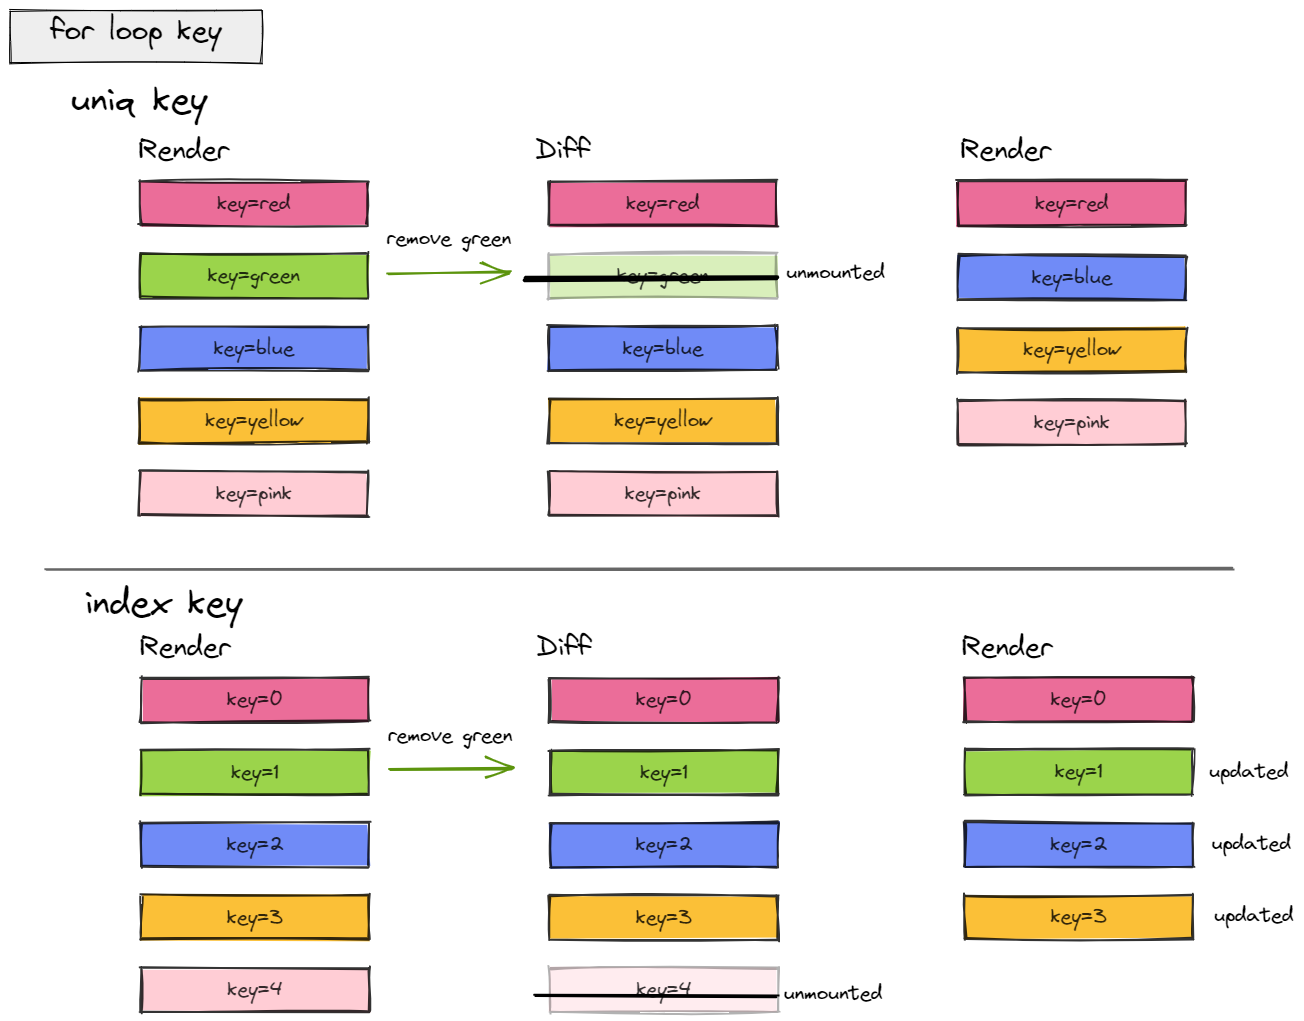 for loop key
uniq key
Render
Diff
Render
key=red
key=red
key=red
remove green
key=green
key=green
unmounted
key=blue
key=blue
key=blue
key=yellow
key=yellow
key=yellow
key=pink
key=pink
key=pink
index key
Render
Diff
Render
key=0
key=0
key=0
remove green
key=1
key=1
key=1
updated
key=2
key=2
key=2
updated
key=3
key=3
key=3
updated
key=4
key=4
unmounted